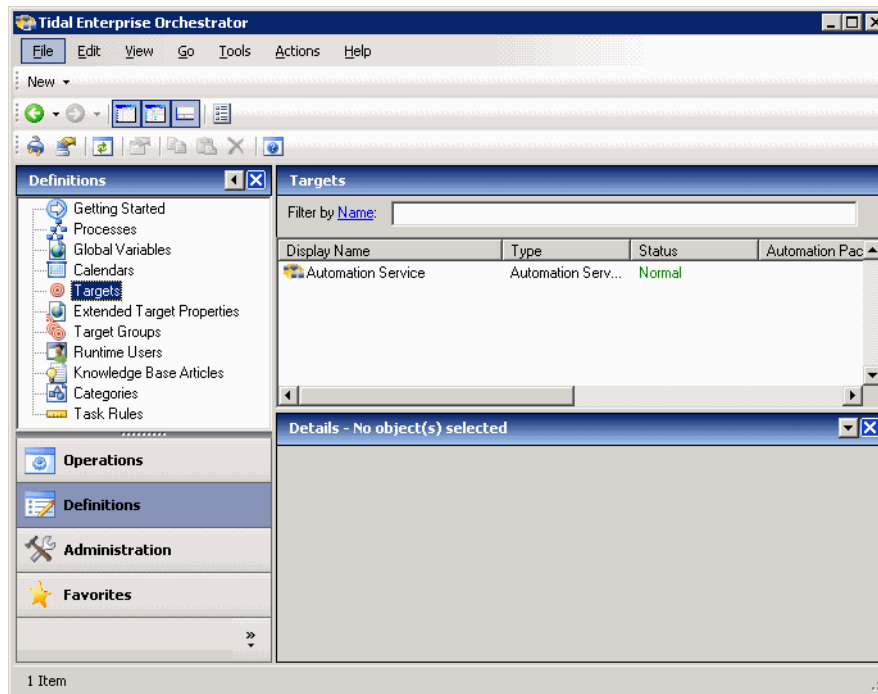 Tidal Enterprise Orchestrator
File Edit View Go Tools Actions Help
New
Definitions
Getting Started
Processes
Global Variables
Calendars
Targets
Extended Target Properties
Target Groups
Runtime Users
Knowledge Base Articles
Categories
Task Rules
Operations
Definitions
Administration
Favorites
Targets
Filter by Name:
Display Name Type Status Automation Pac
Automation Service Automation Serv... Normal
Details - No object(s) selected
1 Item